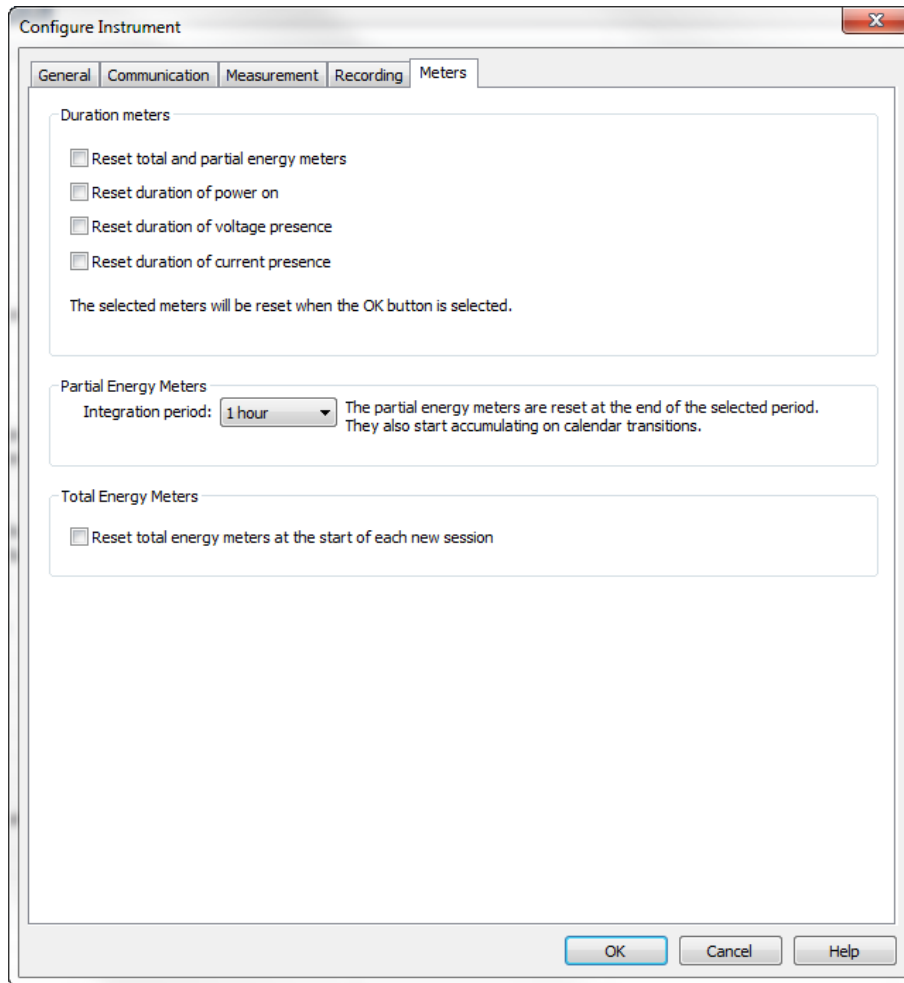 Configure Instrument
General Communication Measurement Recording Meters
Duration meters
Reset total and partial energy meters
Reset duration of power on
Reset duration of voltage presence
Reset duration of current presence
The selected meters will be reset when the OK button is selected.
Partial Energy Meters
Integration period: 1 hour The partial energy meters are reset at the end of the selected period.
They also start accumulating on calendar transitions.
Total Energy Meters
Reset total energy meters at the start of each new session
OK Cancel Help